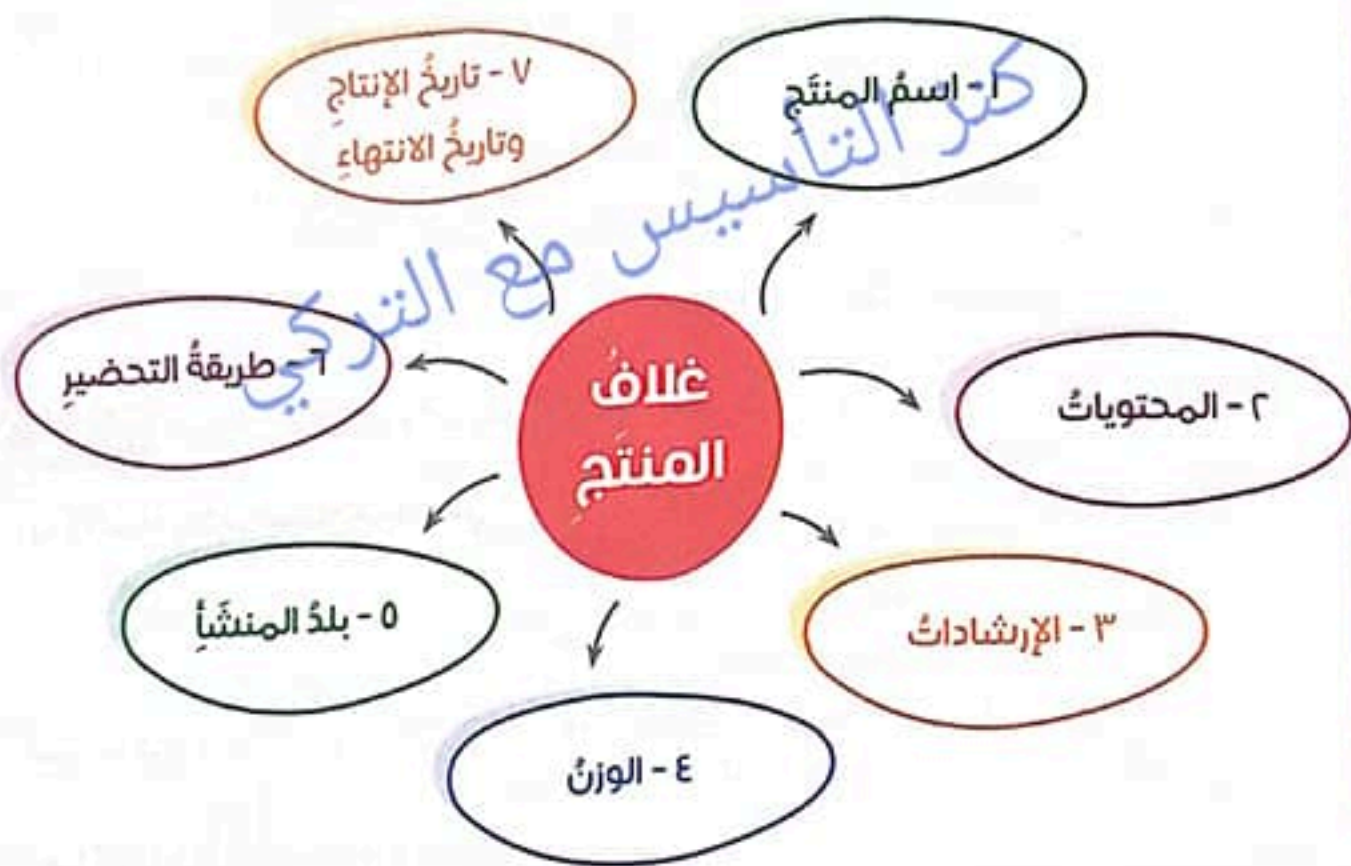 غلافُ
المنتَجِ
١ - اسمُ المنتَجِ
٢ - المحتوياتُ
٣ - الإرشاداتُ
٤ - الوزنُ
٥ - بلدُ المنشَأِ
٦ - طريقةُ التحضيرِ
٧ - تاريخُ الإنتاجِ
وتاريخُ الانتهاءِ
كنز التأسيس مع التركي